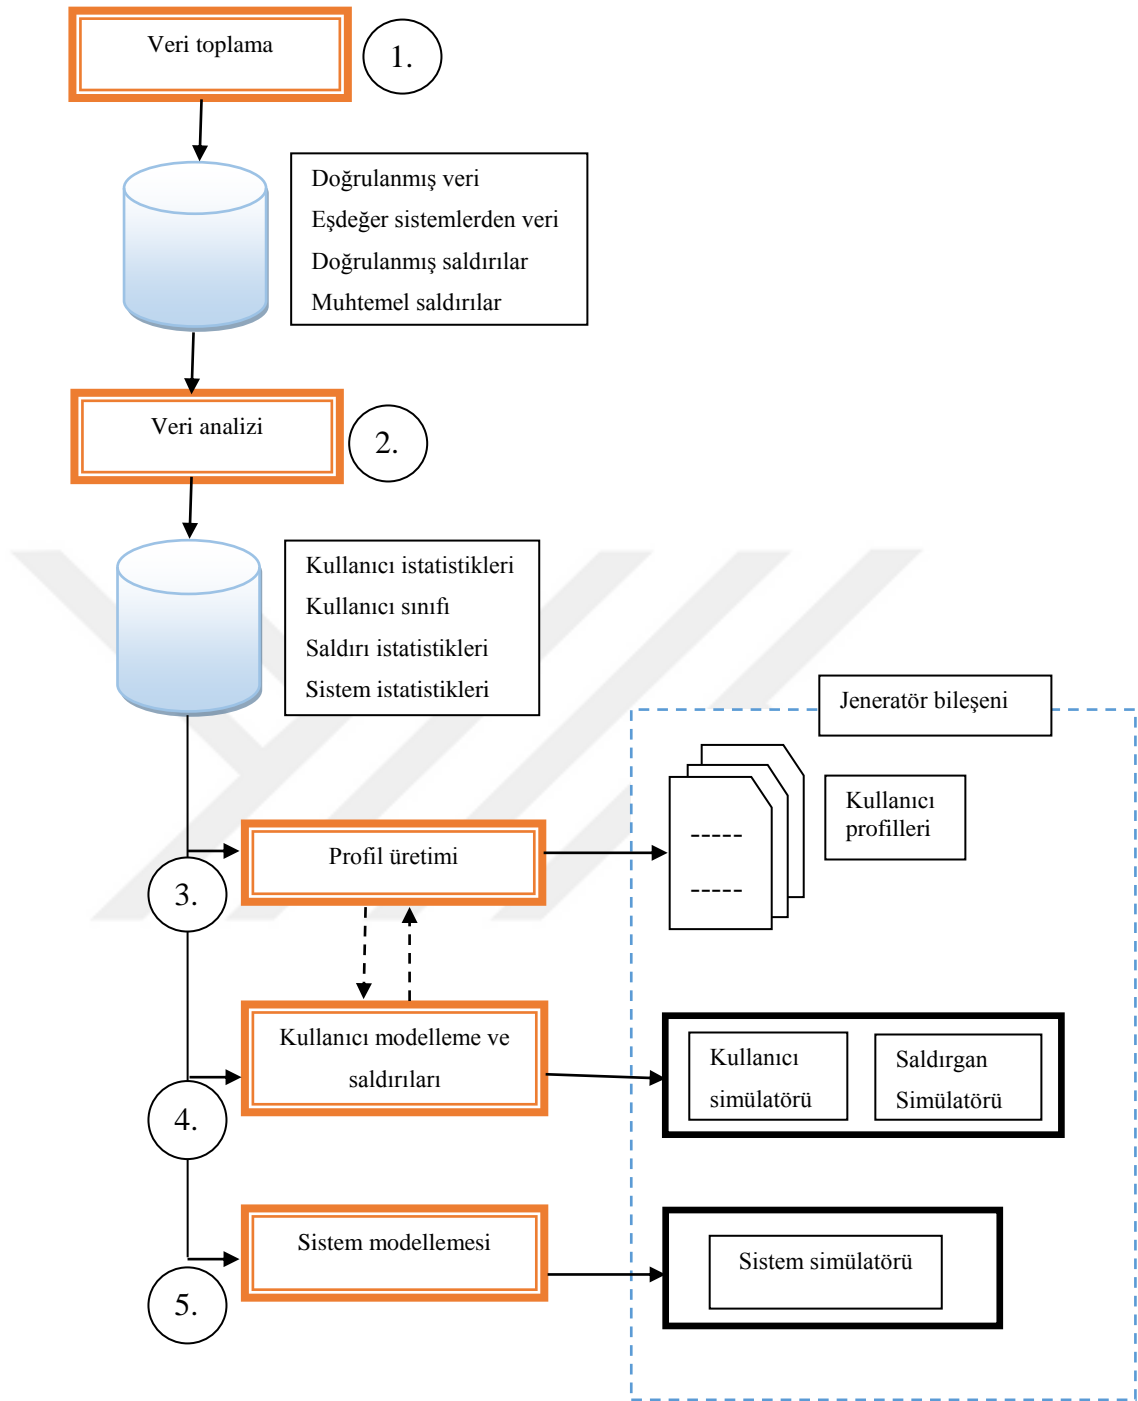 Veri toplama
1.
Doğrulanmış veri
Eşdeğer sistemlerden veri
Doğrulanmış saldırılar
Muhtemel saldırılar
Veri analizi
2.
Kullanıcı istatistikleri
Kullanıcı sınıfı
Saldırı istatistikleri
Sistem istatistikleri
Jeneratör bileşeni
Kullanıcı
profilleri
-----
-----
Profil üretimi
3.
Kullanıcı modelleme ve
saldırıları
Kullanıcı
simülatörü
Saldırgan
Simülatörü
4.
Sistem modellemesi
Sistem simülatörü
5.